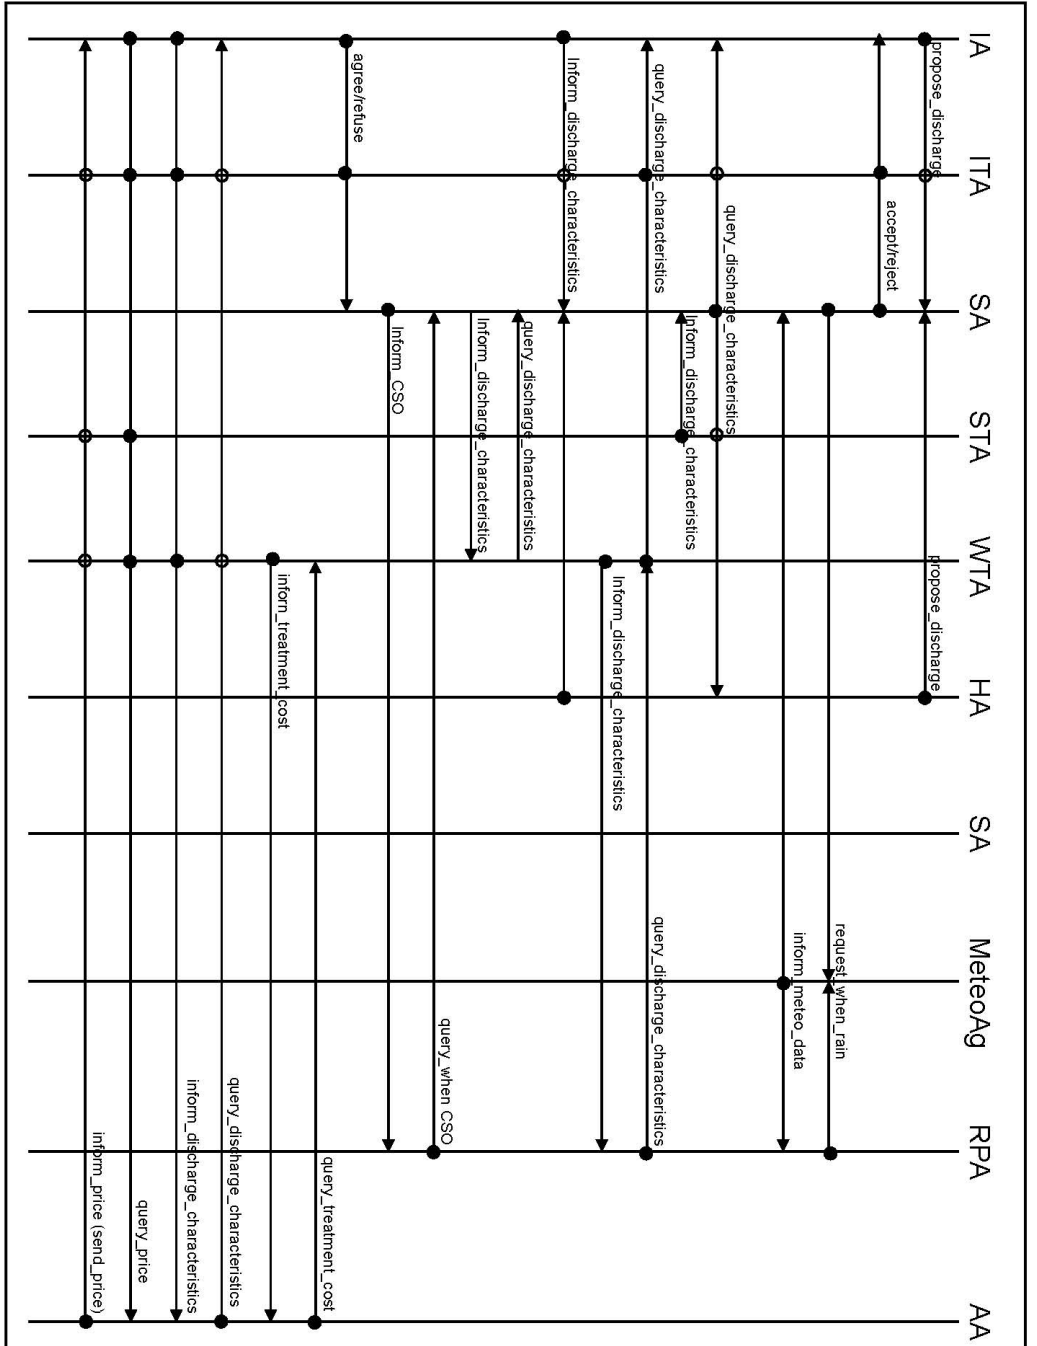 IA
ITA
SA
STA
WTA
HA
SA
MeteoAg
RPA
AA
propose_discharge
propose_discharge
accept/reject
request_when_rain
inform_meteo_data
query_discharge_characteristics
Inform_discharge_characteristics
query_discharge_characteristics
query_discharge_characteristics
Inform_discharge_characteristics
Inform_discharge_characteristics
query_discharge_characteristics
Inform_discharge_characteristics
query_when CSO
Inform_CSO
agree/refuse
query_treatment_cost
inforn_treatment_cost
query_discharge_characteristics
inform_discharge_characteristics
query_price
inform_price (send_price)